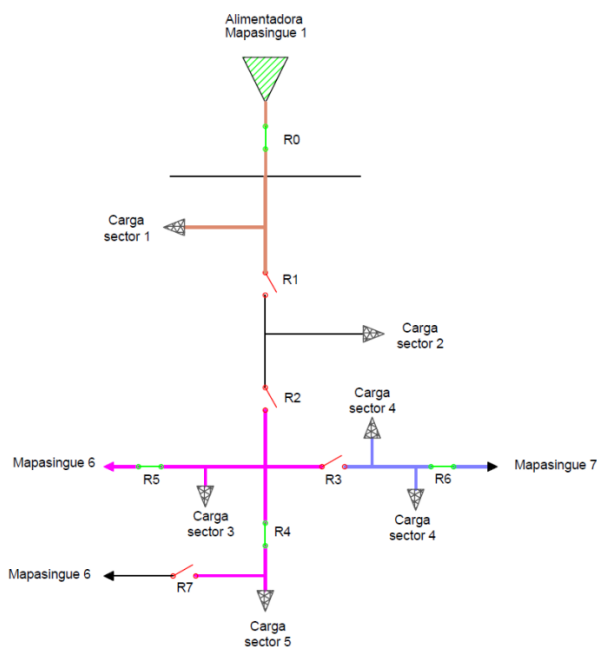 Alimentadora
Mapasingue 1
R0
Carga
sector 1
R1
Carga
sector 2
R2
Carga
sector 4
Mapasingue 6
R5
R3
R6
Mapasingue 7
Carga
sector 3
Carga
sector 4
R4
Mapasingue 6
R7
Carga
sector 5